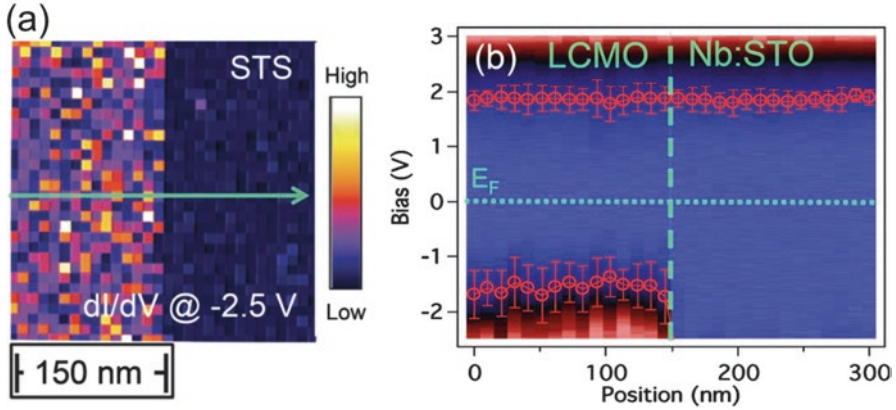 (a)
STS
High
Low
dI/dV @ -2.5 V
150 nm
(b)
LCMO
Nb:STO
E_F
Bias (V)
3
2
1
0
-1
-2
0
100
200
300
Position (nm)